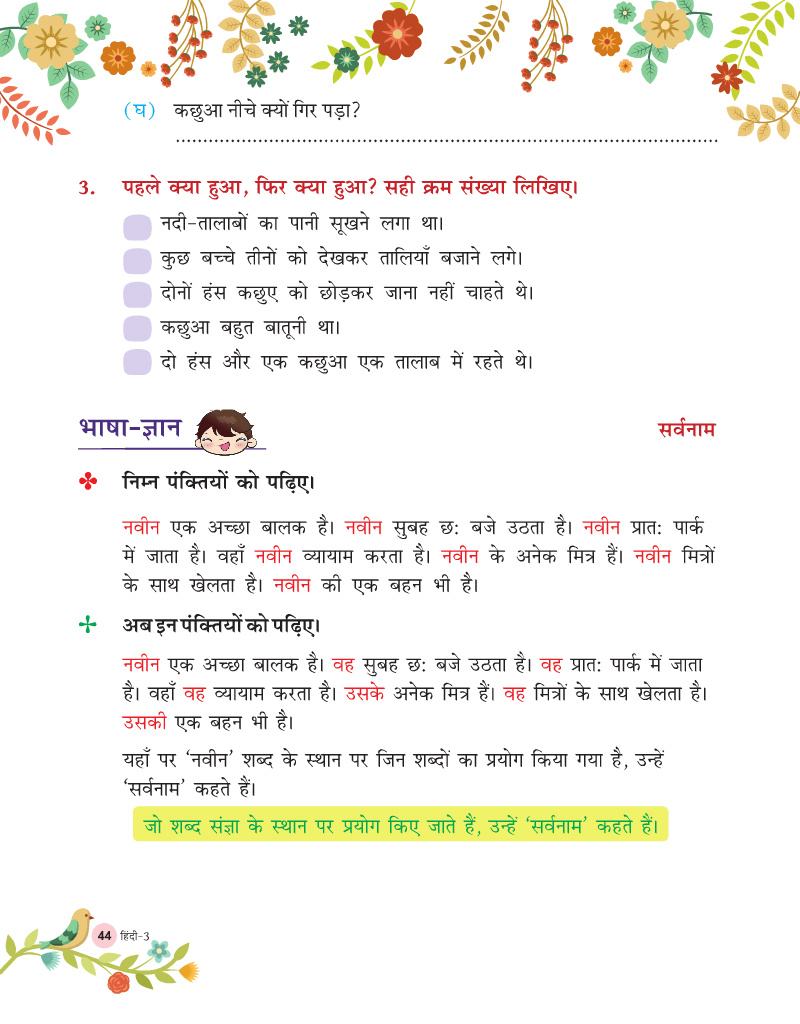 (घ) कछुआ नीचे क्यों गिर पड़ा?
3. पहले क्या हुआ, फिर क्या हुआ? सही क्रम संख्या लिखिए।
नदी-तालाबों का पानी सूखने लगा था।
कुछ बच्चे तीनों को देखकर तालियाँ बजाने लगे।
दोनों हंस कछुए को छोड़कर जाना नहीं चाहते थे।
कछुआ बहुत बातूनी था।
दो हंस और एक कछुआ एक तालाब में रहते थे।
भाषा-ज्ञान सर्वनाम
निम्न पंक्तियों को पढ़िए।
नवीन एक अच्छा बालक है। नवीन सुबह छः बजे उठता है। नवीन प्रातः पार्क
में जाता है। वहाँ नवीन व्यायाम करता है। नवीन के अनेक मित्र हैं। नवीन मित्रों
के साथ खेलता है। नवीन की एक बहन भी है।
अब इन पंक्तियों को पढ़िए।
नवीन एक अच्छा बालक है। वह सुबह छः बजे उठता है। वह प्रातः पार्क में जाता
है। वहाँ वह व्यायाम करता है। उसके अनेक मित्र हैं। वह मित्रों के साथ खेलता है।
उसकी एक बहन भी है।
यहाँ पर ‘नवीन’ शब्द के स्थान पर जिन शब्दों का प्रयोग किया गया है, उन्हें
‘सर्वनाम’ कहते हैं।
जो शब्द संज्ञा के स्थान पर प्रयोग किए जाते हैं, उन्हें ‘सर्वनाम’ कहते हैं।
44 हिंदी-3